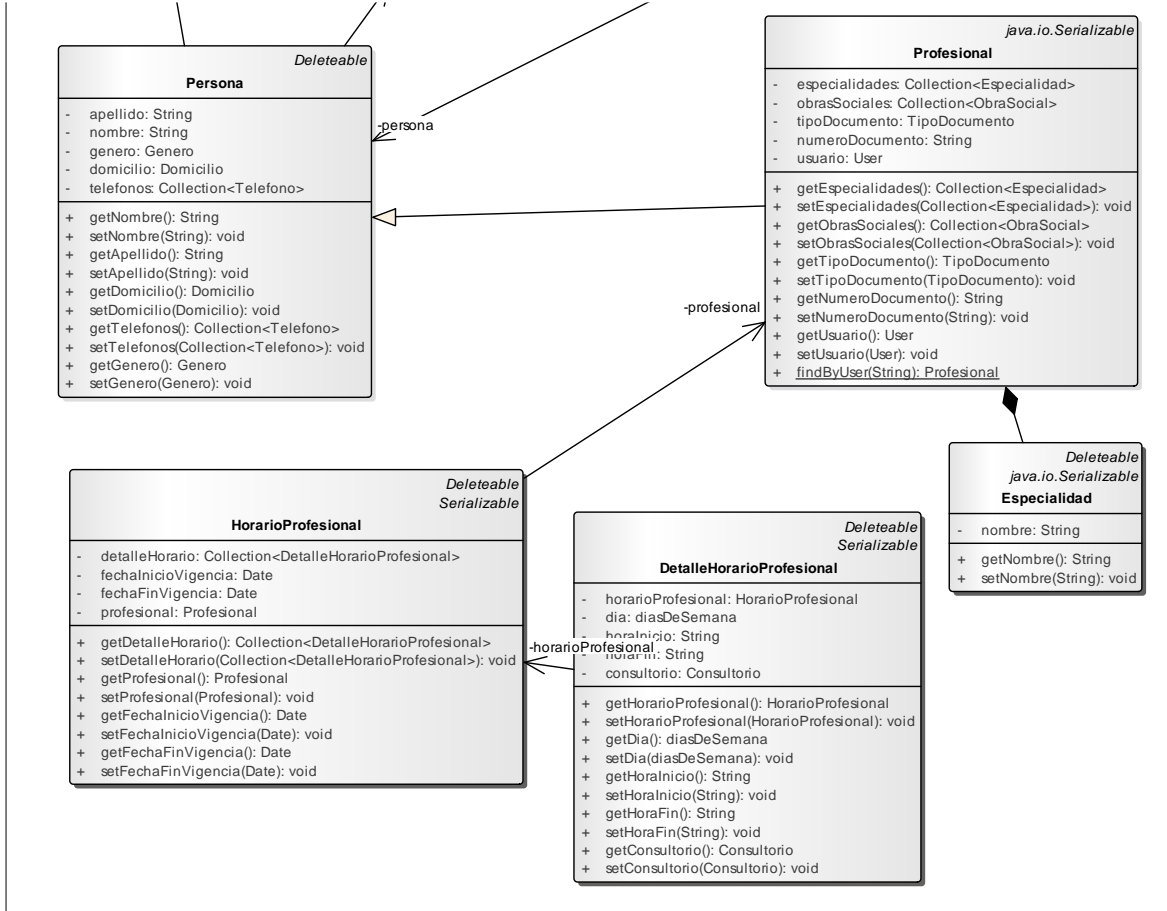 Deleteable
Persona
- apellido: String
- nombre: String
- genero: Genero
- domicilio: Domicilio
- telefonos: Collection<Telefono>
+ getNombre(): String
+ setNombre(String): void
+ getApellido(): String
+ setApellido(String): void
+ getDomicilio(): Domicilio
+ setDomicilio(Domicilio): void
+ getTelefonos(): Collection<Telefono>
+ setTelefonos(Collection<Telefono>): void
+ getGenero(): Genero
+ setGenero(Genero): void
-persona
java.io.Serializable
Profesional
- especialidades: Collection<Especialidad>
- obrasSociales: Collection<ObraSocial>
- tipoDocumento: TipoDocumento
- numeroDocumento: String
- usuario: User
+ getEspecialidades(): Collection<Especialidad>
+ setEspecialidades(Collection<Especialidad>): void
+ getObrasSociales(): Collection<ObraSocial>
+ setObrasSociales(Collection<ObraSocial>): void
+ getTipoDocumento(): TipoDocumento
+ setTipoDocumento(TipoDocumento): void
+ getNumeroDocumento(): String
+ setNumeroDocumento(String): void
+ getUsuario(): User
+ setUsuario(User): void
+ findByUser(String): Profesional
-profesional
Deleteable
Serializable
HorarioProfesional
- detalleHorario: Collection<DetalleHorarioProfesional>
- fechaInicioVigencia: Date
- fechaFinVigencia: Date
- profesional: Profesional
+ getDetalleHorario(): Collection<DetalleHorarioProfesional>
+ setDetalleHorario(Collection<DetalleHorarioProfesional>): void
+ getProfesional(): Profesional
+ setProfesional(Profesional): void
+ getFechaInicioVigencia(): Date
+ setFechaInicioVigencia(Date): void
+ getFechaFinVigencia(): Date
+ setFechaFinVigencia(Date): void
-horarioProfesional
Deleteable
Serializable
DetalleHorarioProfesional
- horarioProfesional: HorarioProfesional
- dia: diasDeSemana
- horaInicio: String
- horaFin: String
- consultorio: Consultorio
+ getHorarioProfesional(): HorarioProfesional
+ setHorarioProfesional(HorarioProfesional): void
+ getDia(): diasDeSemana
+ setDia(diasDeSemana): void
+ getHoraInicio(): String
+ setHoraInicio(String): void
+ getHoraFin(): String
+ setHoraFin(String): void
+ getConsultorio(): Consultorio
+ setConsultorio(Consultorio): void
Deleteable
java.io.Serializable
Especialidad
- nombre: String
+ getNombre(): String
+ setNombre(String): void